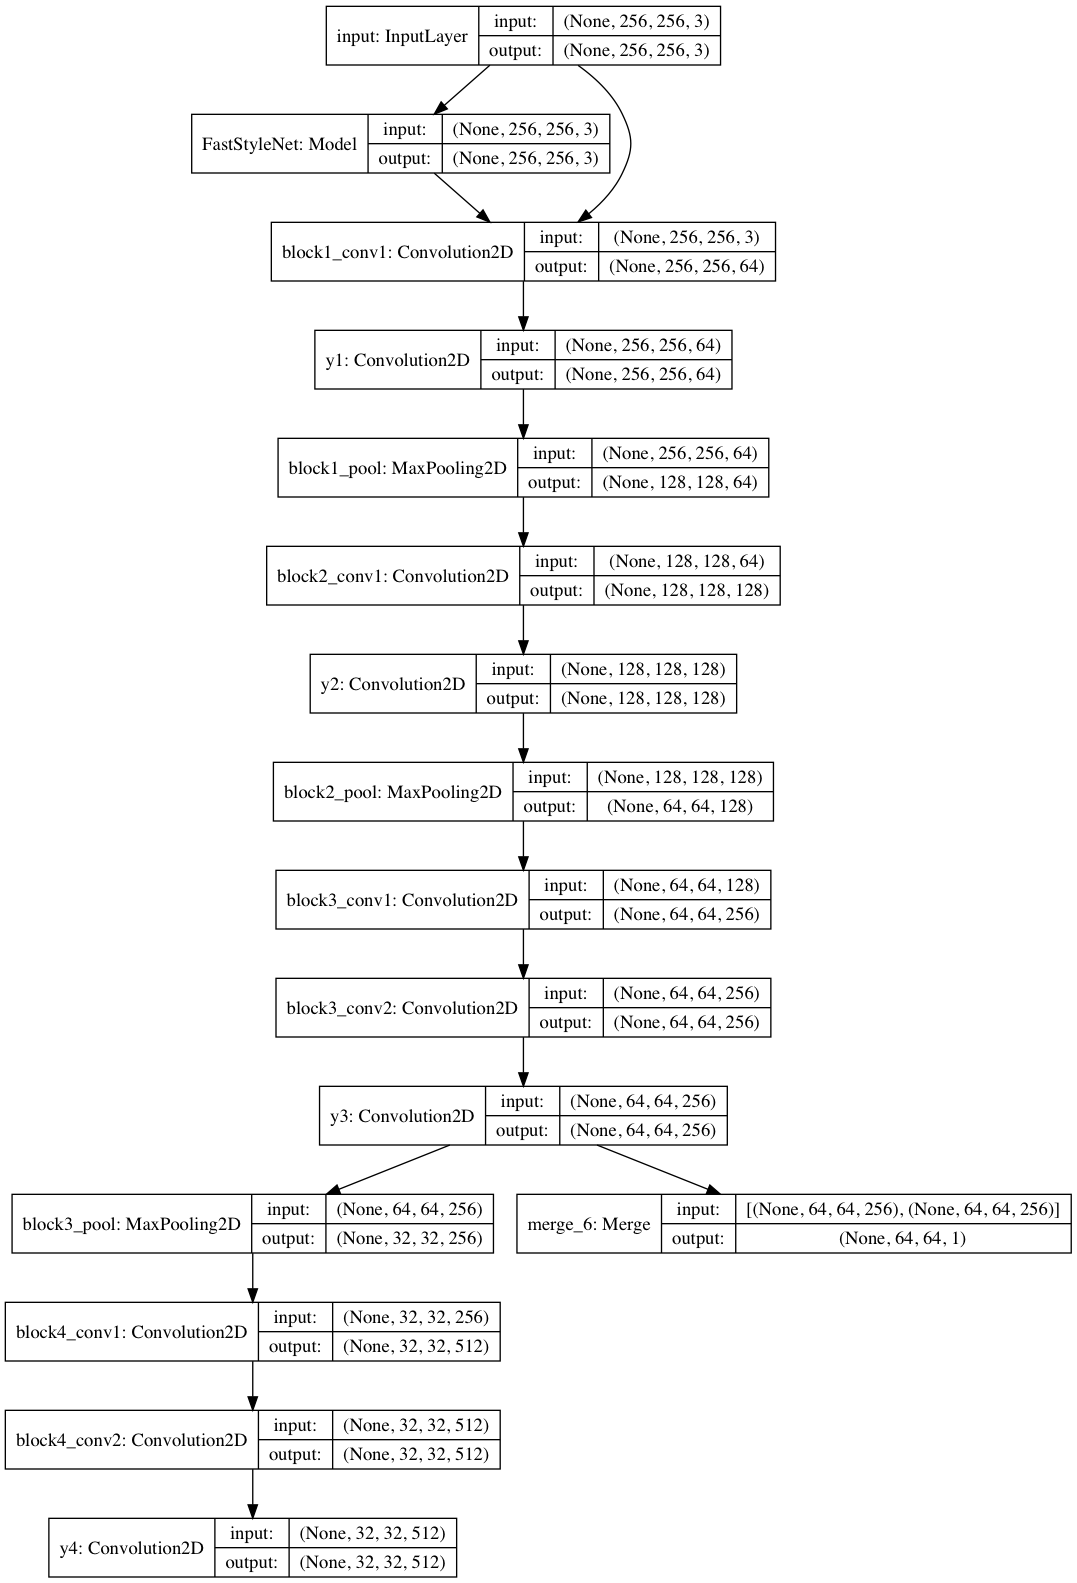 input: InputLayer
input: (None, 256, 256, 3)
output: (None, 256, 256, 3)
FastStyleNet: Model
input: (None, 256, 256, 3)
output: (None, 256, 256, 3)
block1_conv1: Convolution2D
input: (None, 256, 256, 3)
output: (None, 256, 256, 64)
y1: Convolution2D
input: (None, 256, 256, 64)
output: (None, 256, 256, 64)
block1_pool: MaxPooling2D
input: (None, 256, 256, 64)
output: (None, 128, 128, 64)
block2_conv1: Convolution2D
input: (None, 128, 128, 64)
output: (None, 128, 128, 128)
y2: Convolution2D
input: (None, 128, 128, 128)
output: (None, 128, 128, 128)
block2_pool: MaxPooling2D
input: (None, 128, 128, 128)
output: (None, 64, 64, 128)
block3_conv1: Convolution2D
input: (None, 64, 64, 128)
output: (None, 64, 64, 256)
block3_conv2: Convolution2D
input: (None, 64, 64, 256)
output: (None, 64, 64, 256)
y3: Convolution2D
input: (None, 64, 64, 256)
output: (None, 64, 64, 256)
block3_pool: MaxPooling2D
input: (None, 64, 64, 256)
output: (None, 32, 32, 256)
merge_6: Merge
input: [(None, 64, 64, 256), (None, 64, 64, 256)]
output: (None, 64, 64, 1)
block4_conv1: Convolution2D
input: (None, 32, 32, 256)
output: (None, 32, 32, 512)
block4_conv2: Convolution2D
input: (None, 32, 32, 512)
output: (None, 32, 32, 512)
y4: Convolution2D
input: (None, 32, 32, 512)
output: (None, 32, 32, 512)